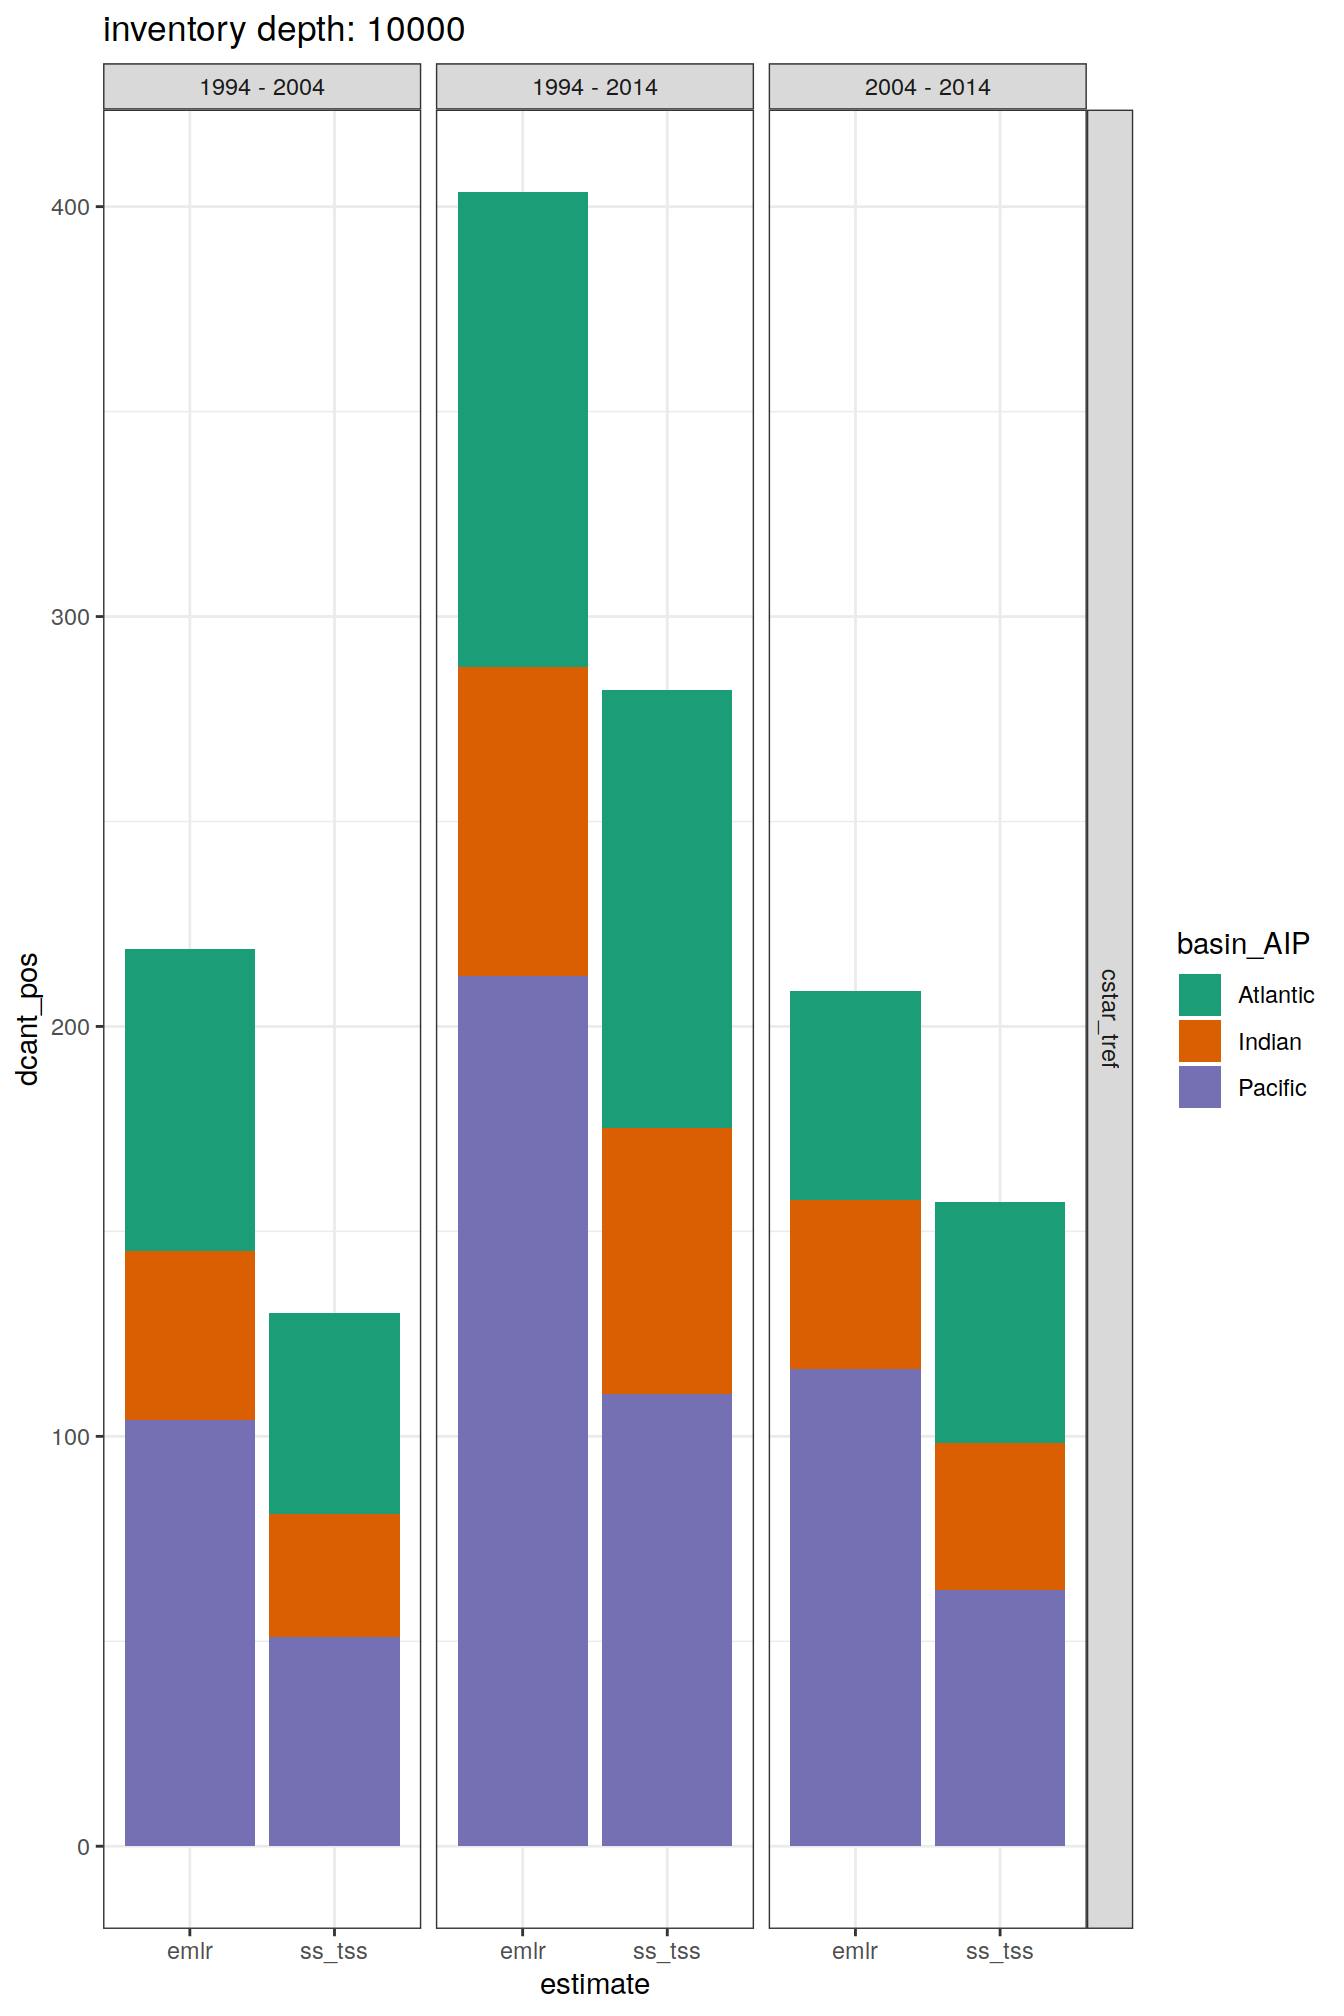 inventory depth: 10000
1994 - 2004
1994 - 2014
2004 - 2014
400
300
200
100
0
dcant_pos
cstar_tref
basin_AIP
Atlantic
Indian
Pacific
emlr
ss_tss
emlr
ss_tss
emlr
ss_tss
estimate